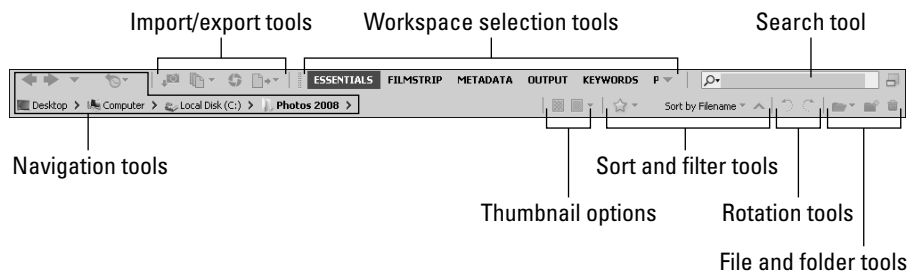 Import/export tools
Workspace selection tools
Search tool
ESSENTIALS FILMSTRIP METADATA OUTPUT KEYWORDS P
Desktop > Computer > Local Disk (C:) > Photos 2008 >
Sort by Filename
Navigation tools
Sort and filter tools
Thumbnail options
Rotation tools
File and folder tools